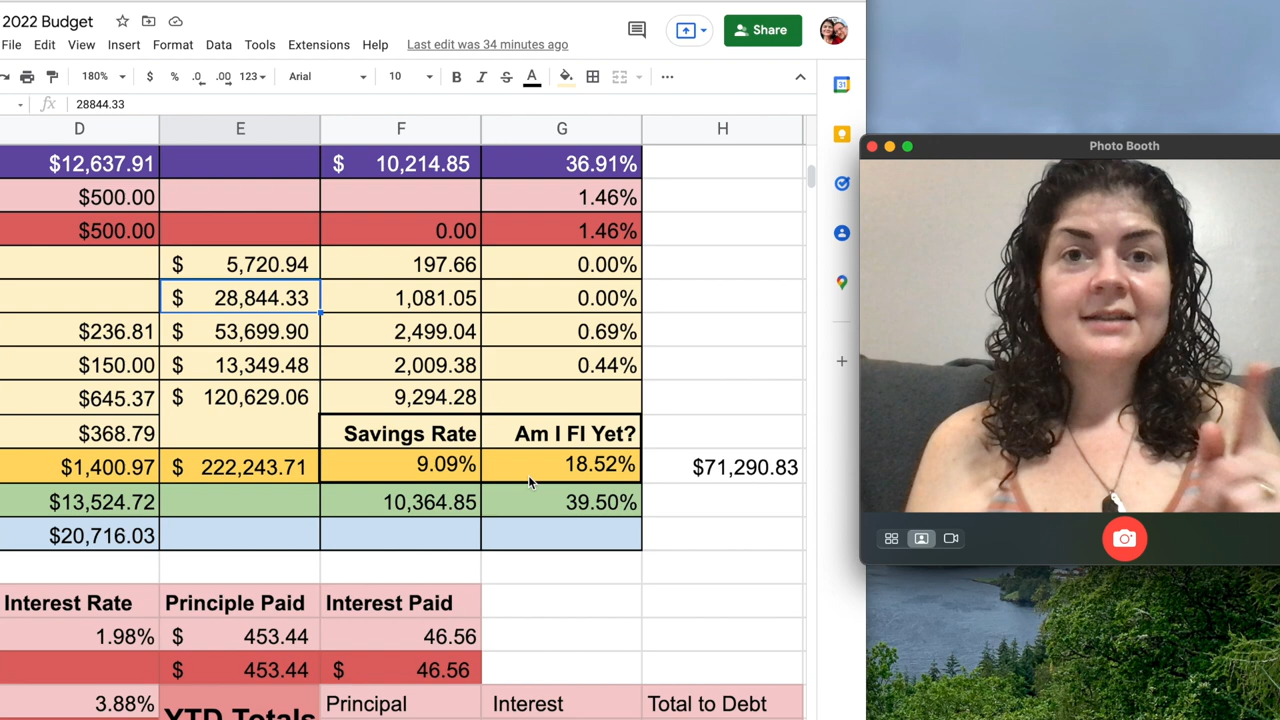 2022 Budget
File Edit View Insert Format Data Tools Extensions Help Last edit was 34 minutes ago
Share
180% $ % .0 .00 123 Arial 10 B I S A
fx 28844.33
31
D E F G H
$12,637.91 $ 10,214.85 36.91%
$500.00 1.46%
$500.00 0.00 1.46%
$ 5,720.94 197.66 0.00%
$ 28,844.33 1,081.05 0.00%
$236.81 $ 53,699.90 2,499.04 0.69%
$150.00 $ 13,349.48 2,009.38 0.44%
$645.37 $ 120,629.06 9,294.28
$368.79 Savings Rate Am I FI Yet?
$1,400.97 $ 222,243.71 9.09% 18.52% $71,290.83
$13,524.72 10,364.85 39.50%
$20,716.03
Interest Rate Principle Paid Interest Paid
1.98% $ 453.44 46.56
$ 453.44 $ 46.56
3.88% YTD Totals Principal Interest Total to Debt
Photo Booth